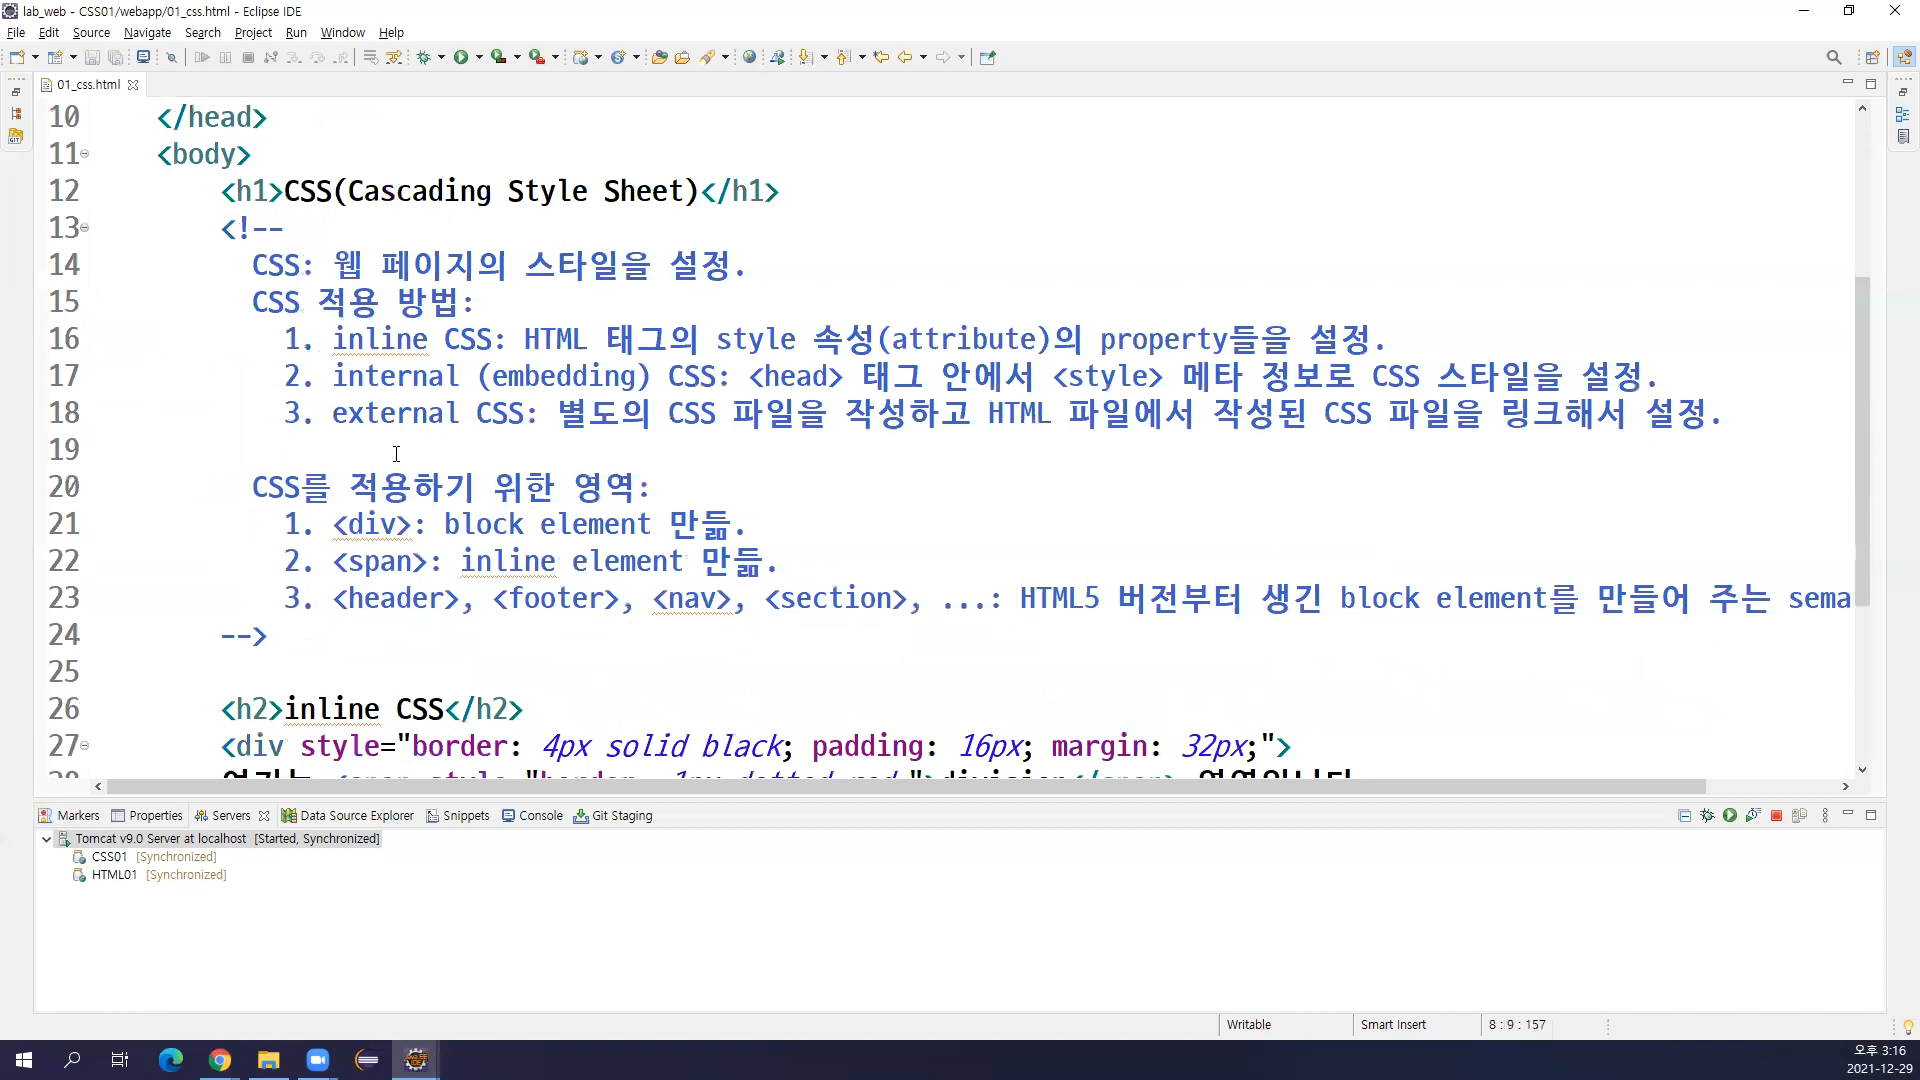 lab_web - CSS01/webapp/01_css.html - Eclipse IDE
File Edit Source Navigate Search Project Run Window Help
01_css.html
10 </head>
11 <body>
12 <h1>CSS(Cascading Style Sheet)</h1>
13 <!--
14 CSS: 웹 페이지의 스타일을 설정.
15 CSS 적용 방법:
16 1. inline CSS: HTML 태그의 style 속성(attribute)의 property들을 설정.
17 2. internal (embedding) CSS: <head> 태그 안에서 <style> 메타 정보로 CSS 스타일을 설정.
18 3. external CSS: 별도의 CSS 파일을 작성하고 HTML 파일에서 작성된 CSS 파일을 링크해서 설정.
19
20 CSS를 적용하기 위한 영역:
21 1. <div>: block element 만듦.
22 2. <span>: inline element 만듦.
23 3. <header>, <footer>, <nav>, <section>, ...: HTML5 버전부터 생긴 block element를 만들어 주는 sema
24 -->
25
26 <h2>inline CSS</h2>
27 <div style="border: 4px solid black; padding: 16px; margin: 32px;">
Markers Properties Servers Data Source Explorer Snippets Console Git Staging
Tomcat v9.0 Server at localhost [Started, Synchronized]
CSS01 [Synchronized]
HTML01 [Synchronized]
Writable Smart Insert 8 : 9 : 157
오후 3:16
2021-12-29